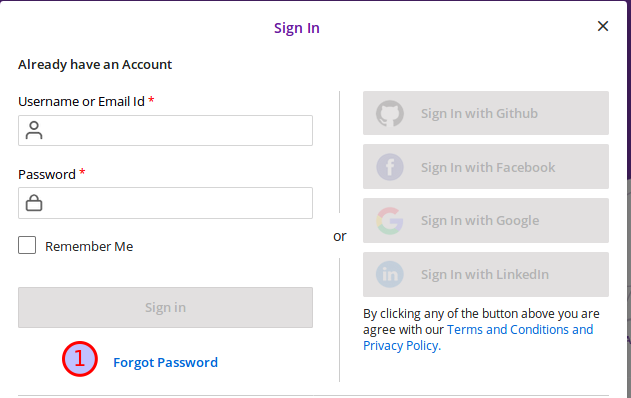 Sign In
Already have an Account
Username or Email Id *
Password *
Remember Me
Sign in
1
Forgot Password
or
Sign In with Github
Sign In with Facebook
Sign In with Google
Sign In with LinkedIn
By clicking any of the button above you are
agree with our Terms and Conditions and
Privacy Policy.